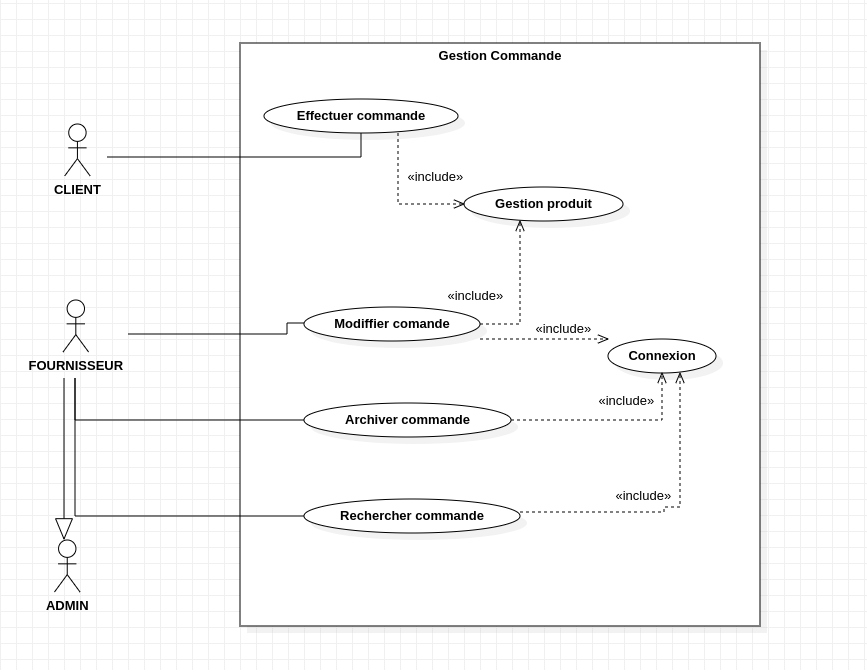 Gestion Commande
Effectuer commande
CLIENT
«include»
Gestion produit
«include»
Modiffier comande
«include»
FOURNISSEUR
Connexion
«include»
Archiver commande
«include»
Rechercher commande
ADMIN